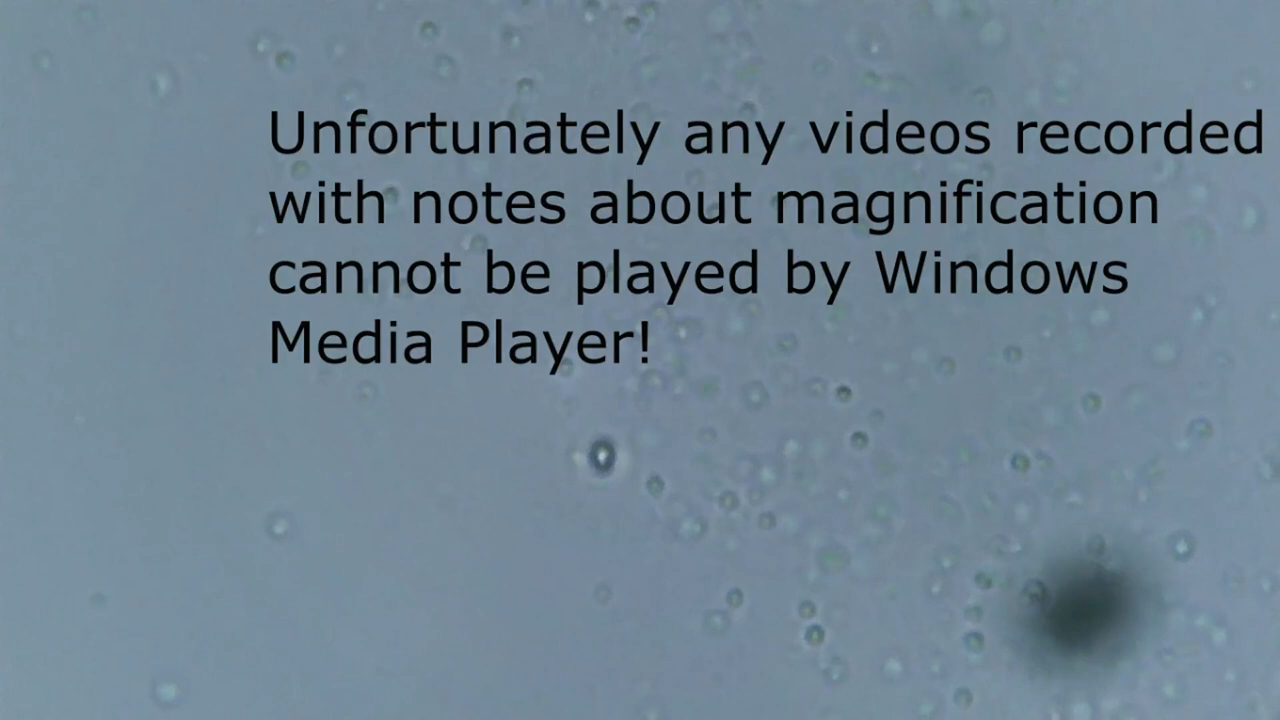 Unfortunately any videos recorded
with notes about magnification
cannot be played by Windows
Media Player!